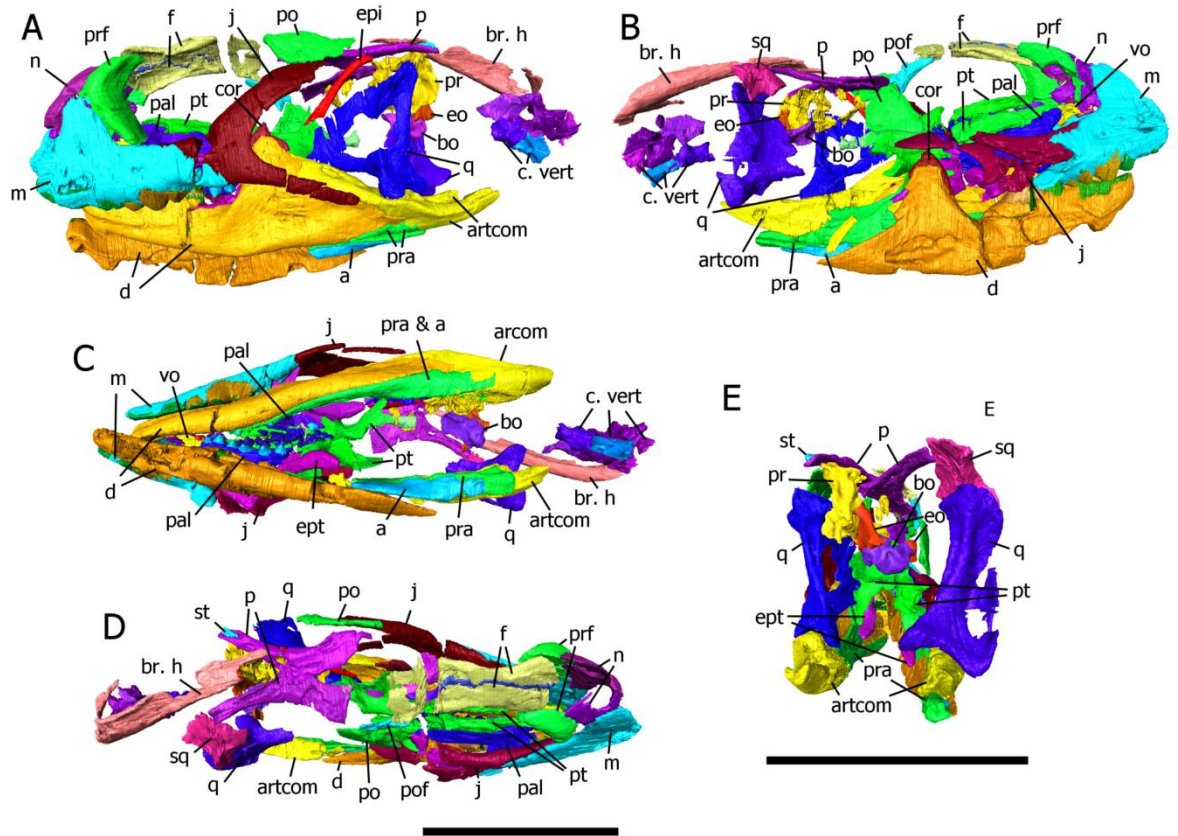 A
f
j
po
epi
p
br. h
prf
n
pal
pt
cor
pr
eo
bo
q
c. vert
m
artcom
pra
a
d
B
br. h
sq
p
pof
f
prf
n
vo
po
pt
pal
m
pr
cor
eo
bo
c. vert
q
artcom
pra
a
d
j
C
j
pra & a
arcom
pal
m
vo
c. vert
bo
d
pt
br. h
pal
j
ept
a
pra
q
artcom
D
st
p
q
po
j
f
prf
n
br. h
sq
q
artcom
d
po
pof
j
pal
pt
m
E
E
st
p
sq
pr
bo
eo
q
q
pt
ept
pra
artcom